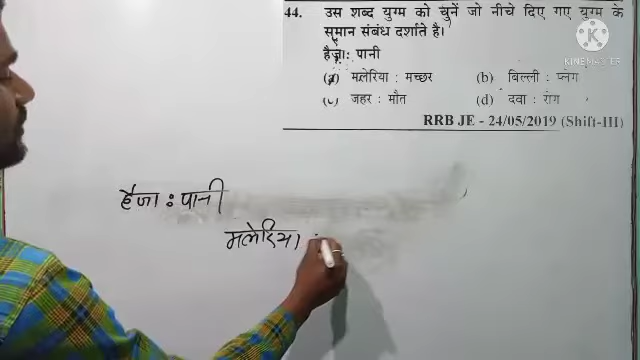 44. उस शब्द युग्म को चुनें जो नीचे दिए गए युग्म के
समान संबंध दर्शाते है।
हैज़ा: पानी
(a) मलेरिया : मच्छर (b) बिल्ली : प्लेग
(c) जहर : मौत (d) दवा : रोग
RRB JE - 24/05/2019 (Shift-III)
KINEMASTER
हैजा : पानी
मलेरिया :